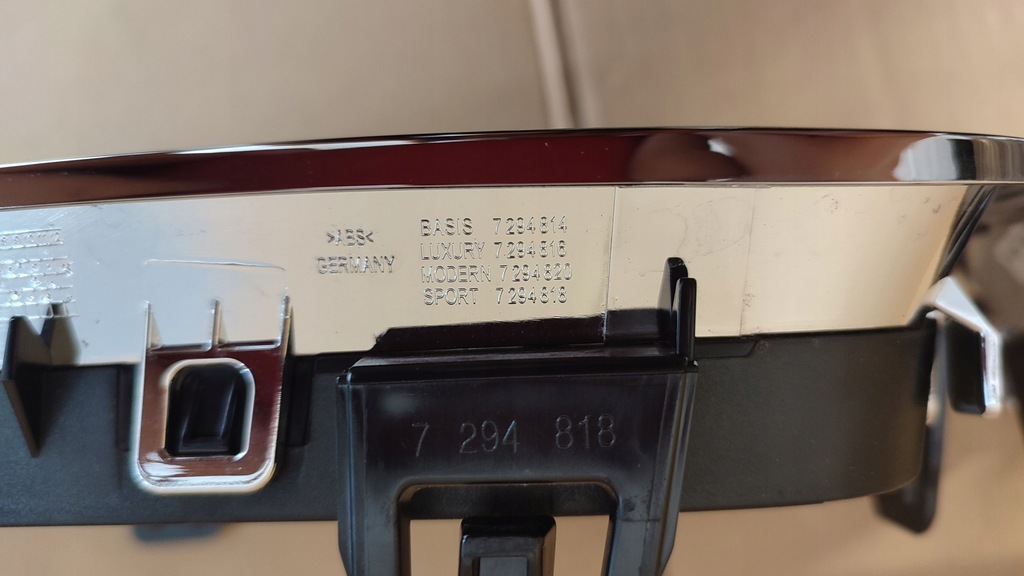 >ABS<
GERMANY
BASIS 7294814
LUXURY 7294816
MODERN 7294820
SPORT 7294818
7 294 818